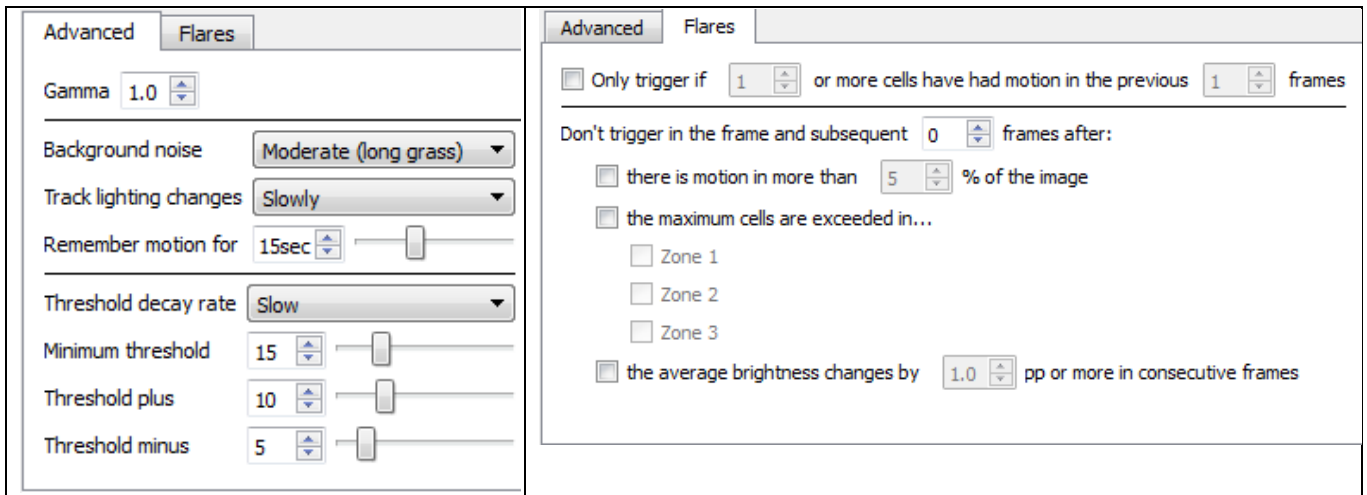 Advanced Flares
Gamma 1.0
Background noise Moderate (long grass)
Track lighting changes Slowly
Remember motion for 15sec
Threshold decay rate Slow
Minimum threshold 15
Threshold plus 10
Threshold minus 5
Advanced Flares
Only trigger if 1 or more cells have had motion in the previous 1 frames
Don't trigger in the frame and subsequent 0 frames after:
there is motion in more than 5 % of the image
the maximum cells are exceeded in...
Zone 1
Zone 2
Zone 3
the average brightness changes by 1.0 pp or more in consecutive frames